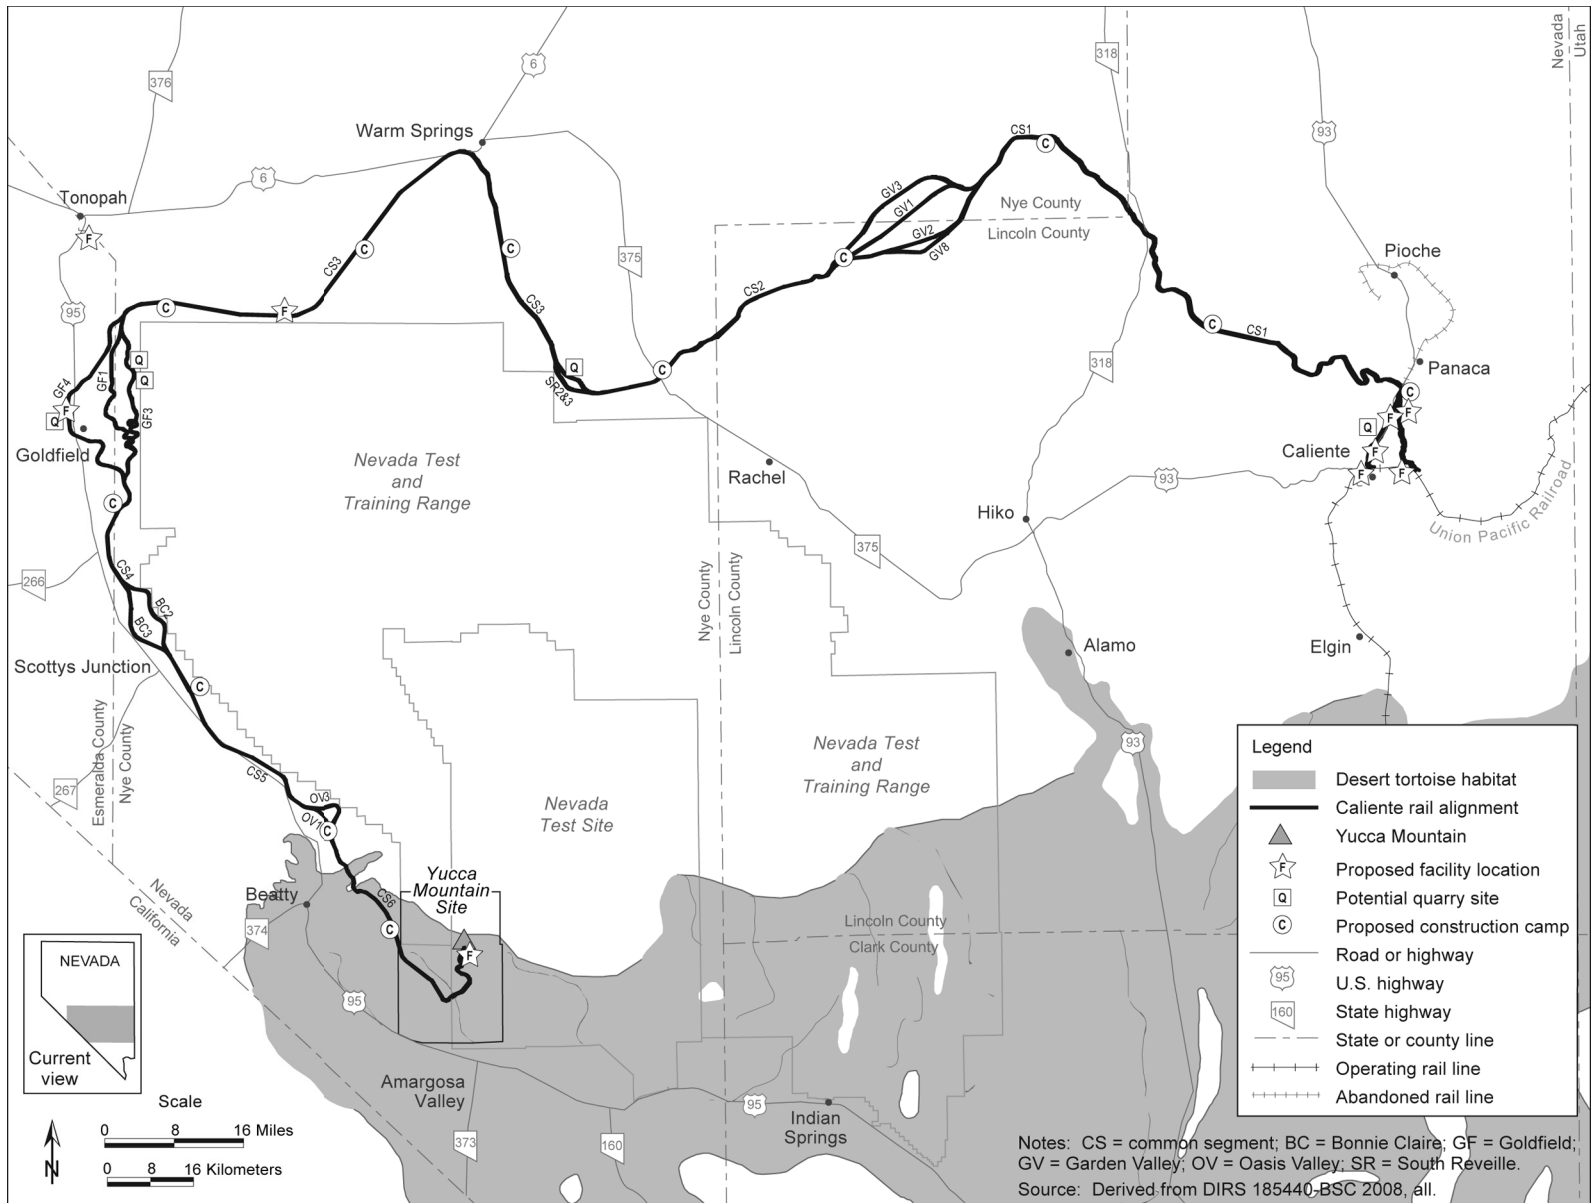 6
318
Nevada
Utah
376
Warm Springs
CS1
C
93
6
Tonopah
F
GV3
GV1
GV2
GV8
Nye County
Lincoln County
C
C
C
375
CS3
Pioche
CS2
C
F
CS3
95
C
CS1
Q
Q
Q
SR2&3
C
318
Panaca
GF4
GF1
GF3
F
Q
C
F
F
Q
Goldfield
Nevada Test
and
Training Range
Rachel
Caliente
F
F
F
93
C
Hiko
Union Pacific Railroad
375
CS4
266
BC2
BC3
Nye County
Lincoln County
Alamo
Elgin
Scottys Junction
C
Esmeralda County
Nye County
93
CS5
267
OV3
OV1
C
Nevada Test
and
Training Range
Nevada
Test Site
Yucca
Mountain
Site
Nevada
California
Beatty
CS6
C
374
F
Lincoln County
Clark County
95
NEVADA
Current
view
Amargosa
Valley
95
Indian
Springs
373
160
Scale
0 8 16 Miles
0 8 16 Kilometers
N
Legend
Desert tortoise habitat
Caliente rail alignment
Yucca Mountain
F Proposed facility location
Q Potential quarry site
C Proposed construction camp
Road or highway
95 U.S. highway
160 State highway
State or county line
Operating rail line
Abandoned rail line
Notes: CS = common segment; BC = Bonnie Claire; GF = Goldfield;
GV = Garden Valley; OV = Oasis Valley; SR = South Reveille.
Source: Derived from DIRS 185440-BSC 2008, all.